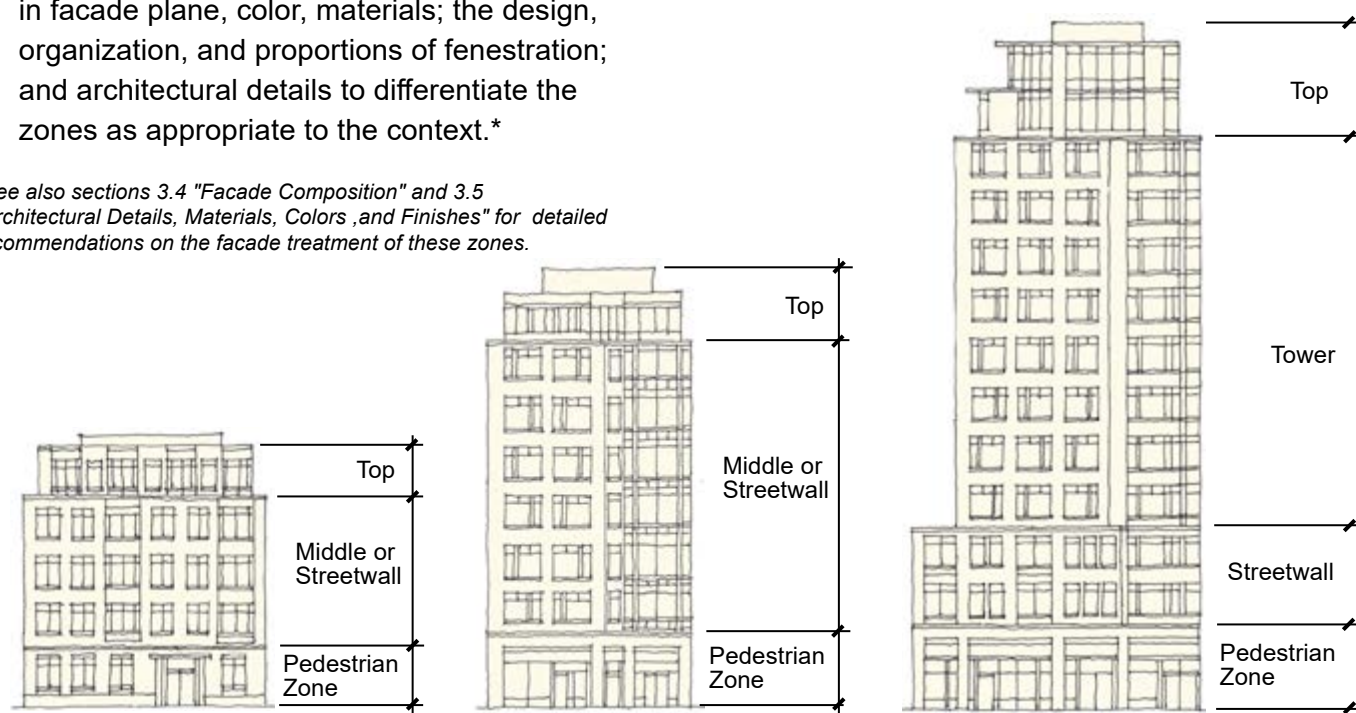 in facade plane, color, materials; the design,
organization, and proportions of fenestration;
and architectural details to differentiate the
zones as appropriate to the context.*
ee also sections 3.4 "Facade Composition" and 3.5
rchitectural Details, Materials, Colors ,and Finishes" for detailed
commendations on the facade treatment of these zones.
Top
Middle or
Streetwall
Pedestrian
Zone
Top
Middle or
Streetwall
Pedestrian
Zone
Top
Tower
Streetwall
Pedestrian
Zone